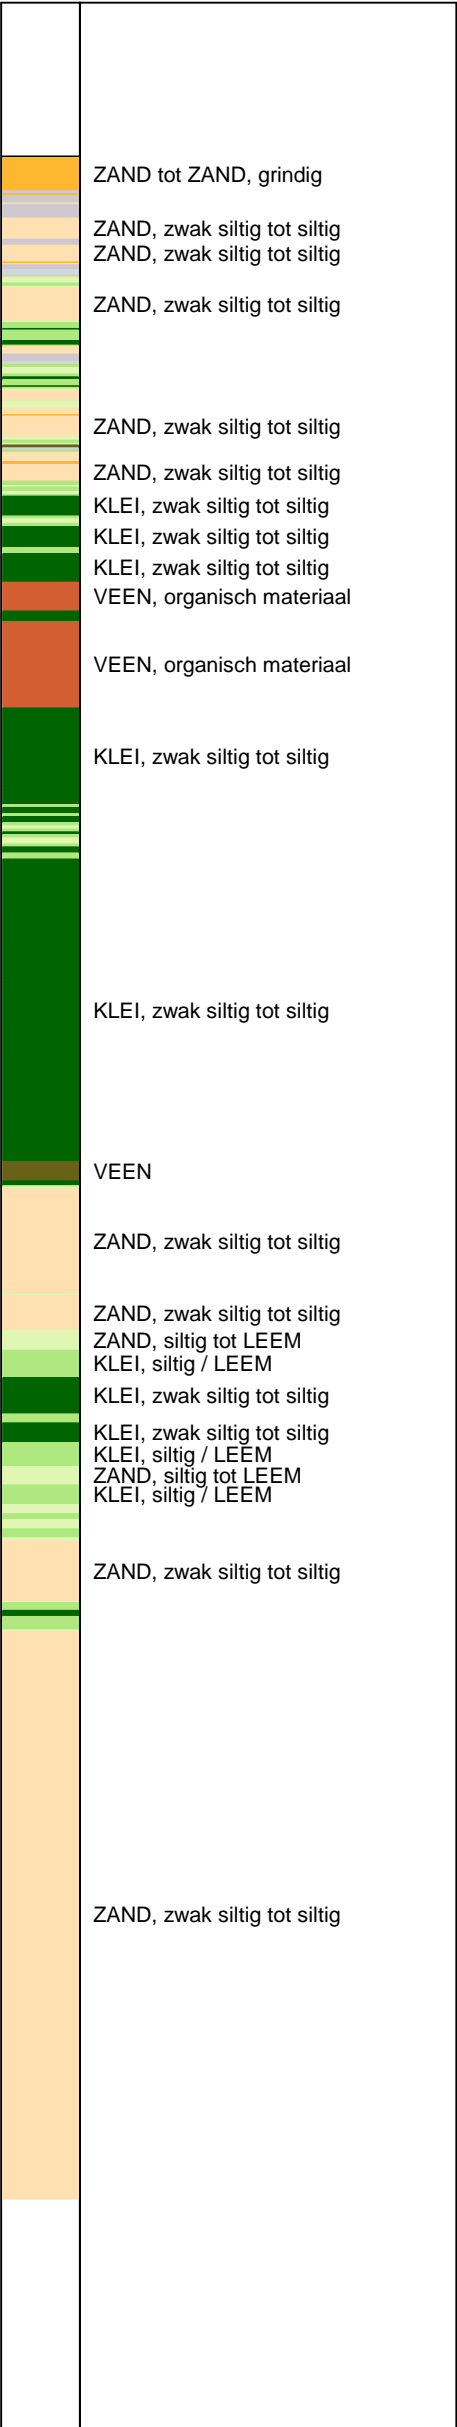 ZAND tot ZAND, grindig
ZAND, zwak siltig tot siltig
ZAND, zwak siltig tot siltig
ZAND, zwak siltig tot siltig
ZAND, zwak siltig tot siltig
ZAND, zwak siltig tot siltig
KLEI, zwak siltig tot siltig
KLEI, zwak siltig tot siltig
KLEI, zwak siltig tot siltig
VEEN, organisch materiaal
VEEN, organisch materiaal
KLEI, zwak siltig tot siltig
KLEI, zwak siltig tot siltig
VEEN
ZAND, zwak siltig tot siltig
ZAND, zwak siltig tot siltig
ZAND, siltig tot LEEM
KLEI, siltig / LEEM
KLEI, zwak siltig tot siltig
KLEI, zwak siltig tot siltig
KLEI, siltig / LEEM
ZAND, siltig tot LEEM
KLEI, siltig / LEEM
ZAND, zwak siltig tot siltig
ZAND, zwak siltig tot siltig